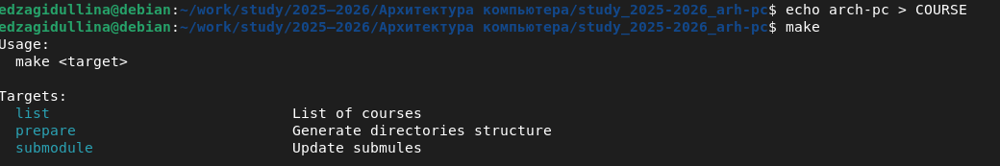 edzagidullina@debian:~/work/study/2025–2026/Архитектура компьютера/study_2025-2026_arh-pc$ echo arch-pc > COURSE
edzagidullina@debian:~/work/study/2025–2026/Архитектура компьютера/study_2025-2026_arh-pc$ make
Usage:
  make <target>

Targets:
  list                            List of courses
  prepare                         Generate directories structure
  submodule                       Update submules